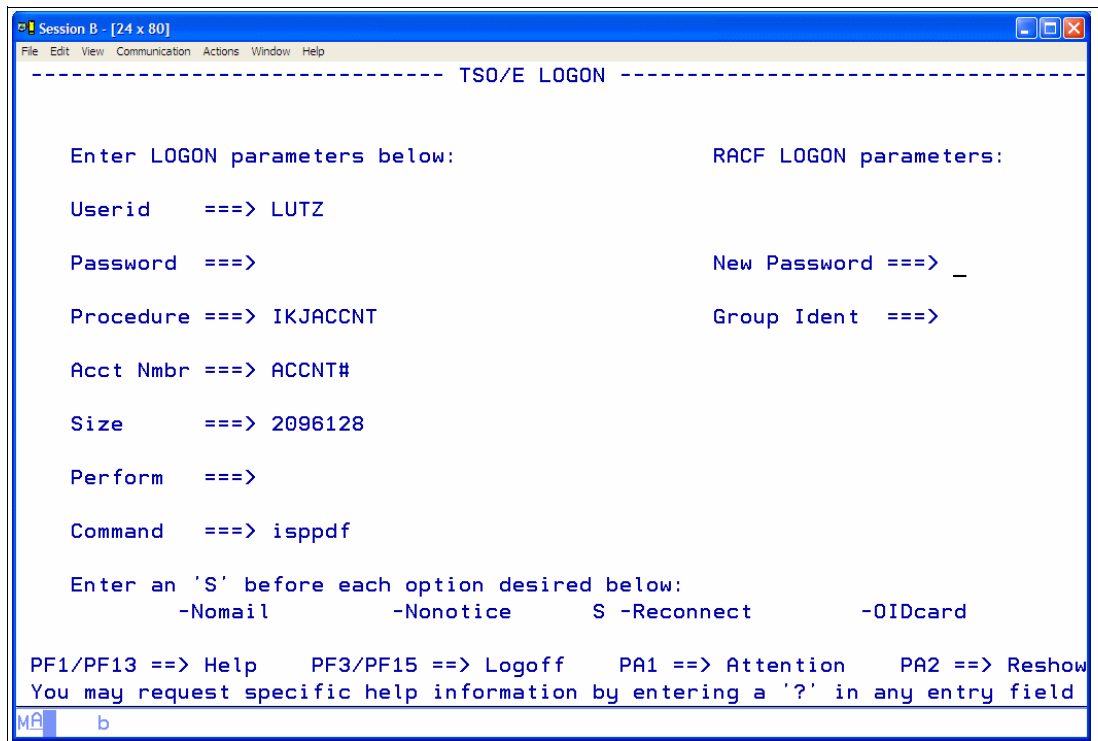 Session B - [24 x 80]
File Edit View Communication Actions Window Help
-------------------------------- TSO/E LOGON -----------------------------------
Enter LOGON parameters below: RACF LOGON parameters:
Userid ===> LUTZ
Password ===> New Password ===> _
Procedure ===> IKJACCNT Group Ident ===>
Acct Nmbr ===> ACCNT#
Size ===> 2096128
Perform ===>
Command ===> isppdf
Enter an 'S' before each option desired below:
-Nomail -Nonotice S -Reconnect -OIDcard
PF1/PF13 ==> Help PF3/PF15 ==> Logoff PA1 ==> Attention PA2 ==> Reshow
You may request specific help information by entering a '?' in any entry field
MA b